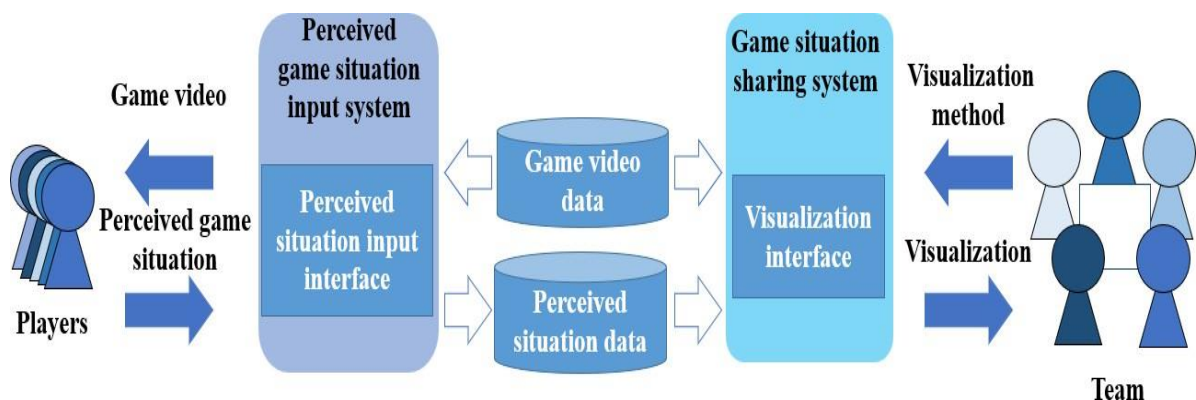 Game video
Perceived game
situation
Players
Perceived
game situation
input system
Perceived
situation input
interface
Game video
data
Perceived
situation data
Game situation
sharing system
Visualization
interface
Visualization
method
Visualization
Team